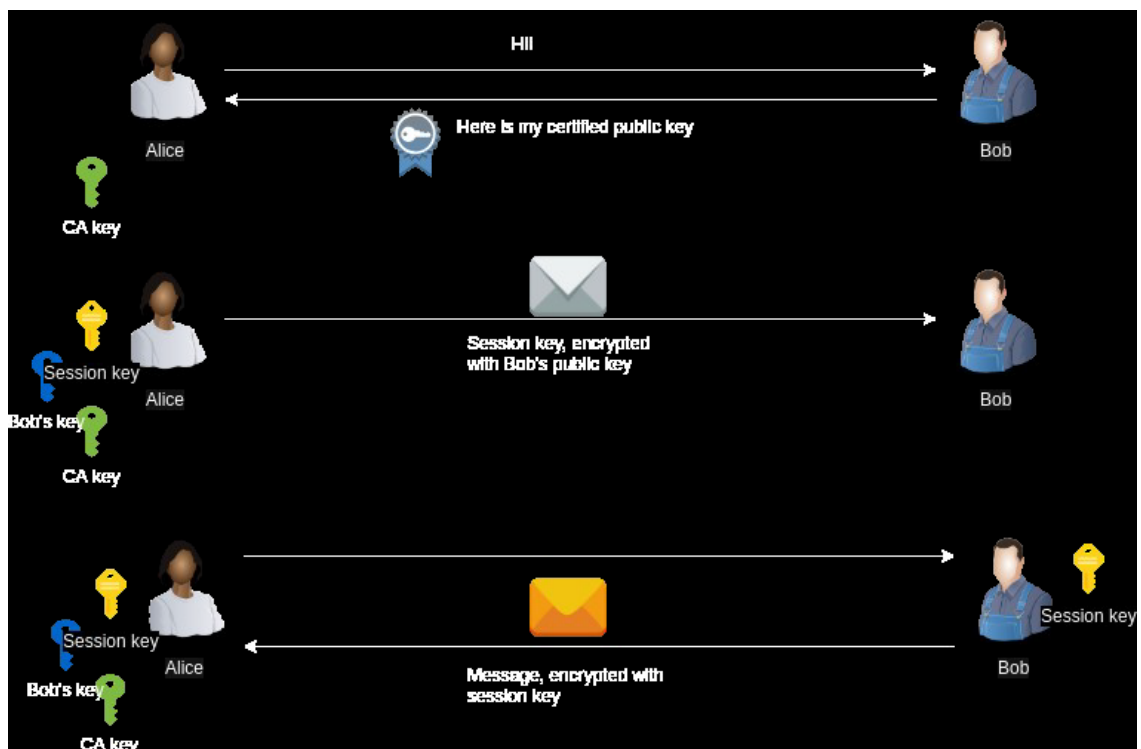 HI!
Here is my certified public key
Alice
Bob
CA key
Session key, encrypted
with Bob's public key
Session key
Alice
Bob
Bob's key
CA key
Session key
Session key
Alice
Bob
Message, encrypted with
session key
Bob's key
CA key